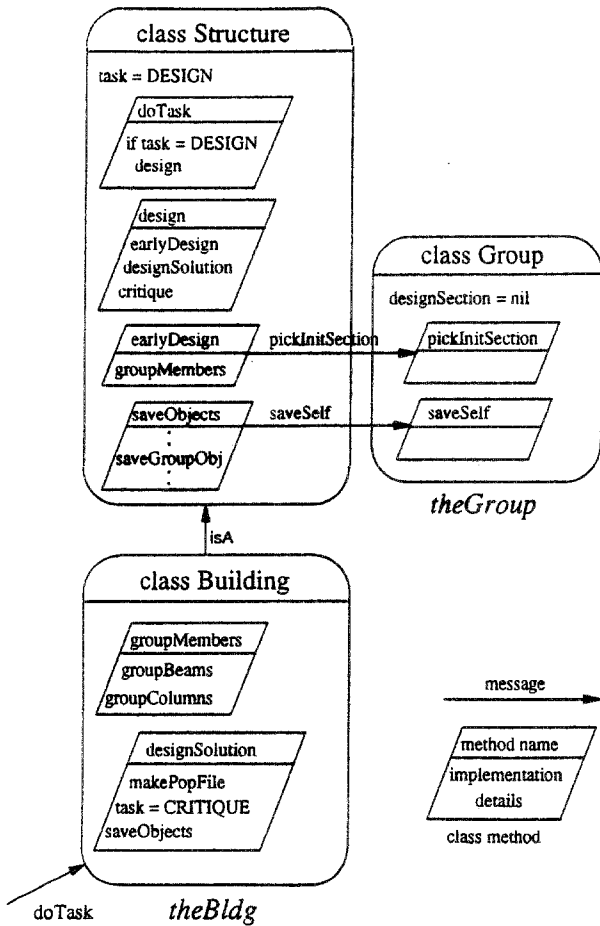 class Structure
task = DESIGN
doTask
if task = DESIGN
design
design
earlyDesign
designSolution
critique
earlyDesign
groupMembers
pickInitSection
saveObjects
saveGroupObj
saveSelf
class Group
designSection = nil
pickInitSection
saveSelf
theGroup
isA
class Building
groupMembers
groupBeams
groupColumns
designSolution
makePopFile
task = CRITIQUE
saveObjects
doTask
theBldg
message
method name
implementation
details
class method